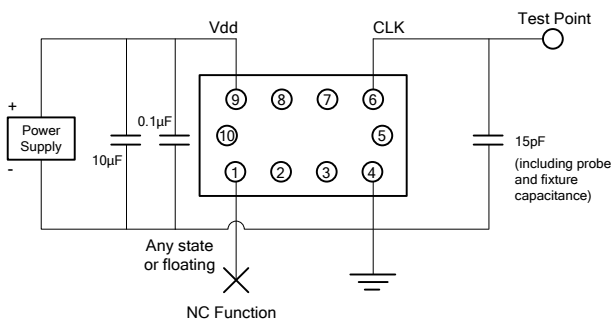 Vdd
CLK
Test Point
9
8
7
6
+
Power
Supply
-
10µF
0.1µF
10
5
15pF
(including probe
and fixture
capacitance)
1
2
3
4
Any state
or floating
NC Function